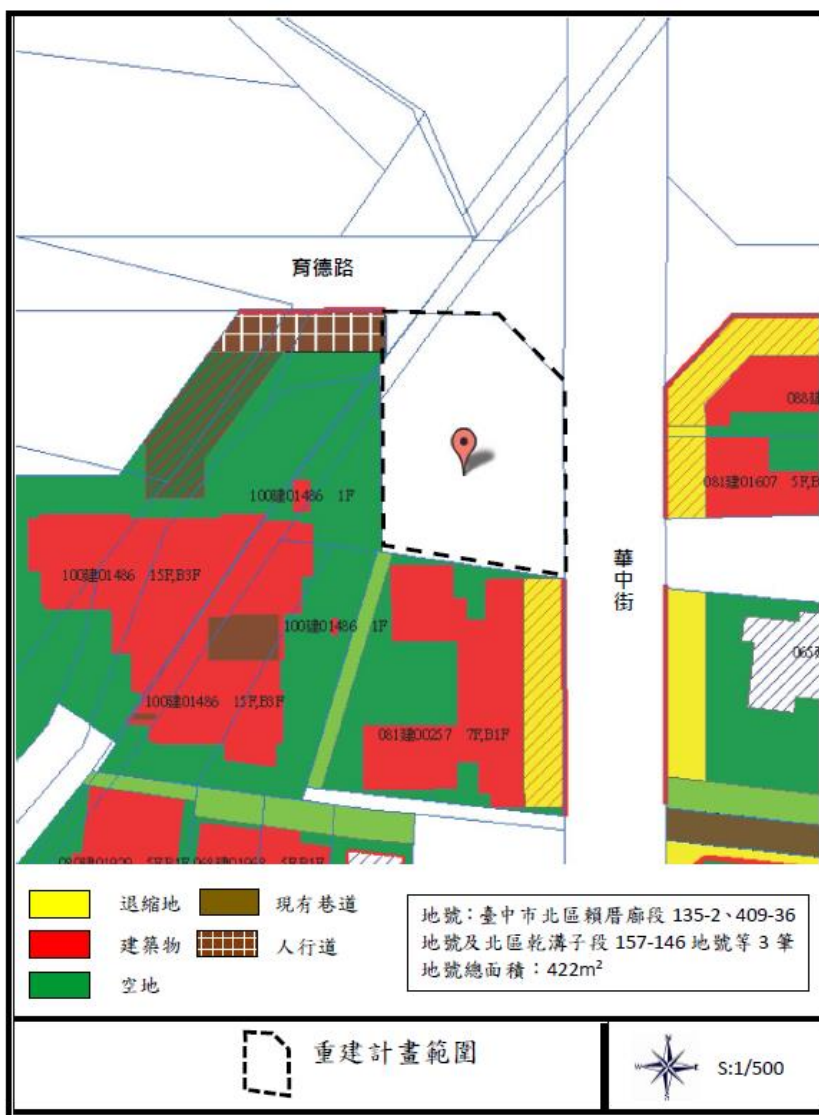 育德路
088建
100建01486 1F
081建01607 5F,B
100建01486 15F,B3F
華中街
100建01486 1F
065
100建01486 15F,B3F
081建00257 7F,B1F
退縮地
現有巷道
建築物
人行道
空地
地號：臺中市北區賴厝廍段 135-2、409-36
地號及北區乾溝子段 157-146 地號等 3 筆
地號總面積：422m²
重建計畫範圍
N
W E
S
S:1/500